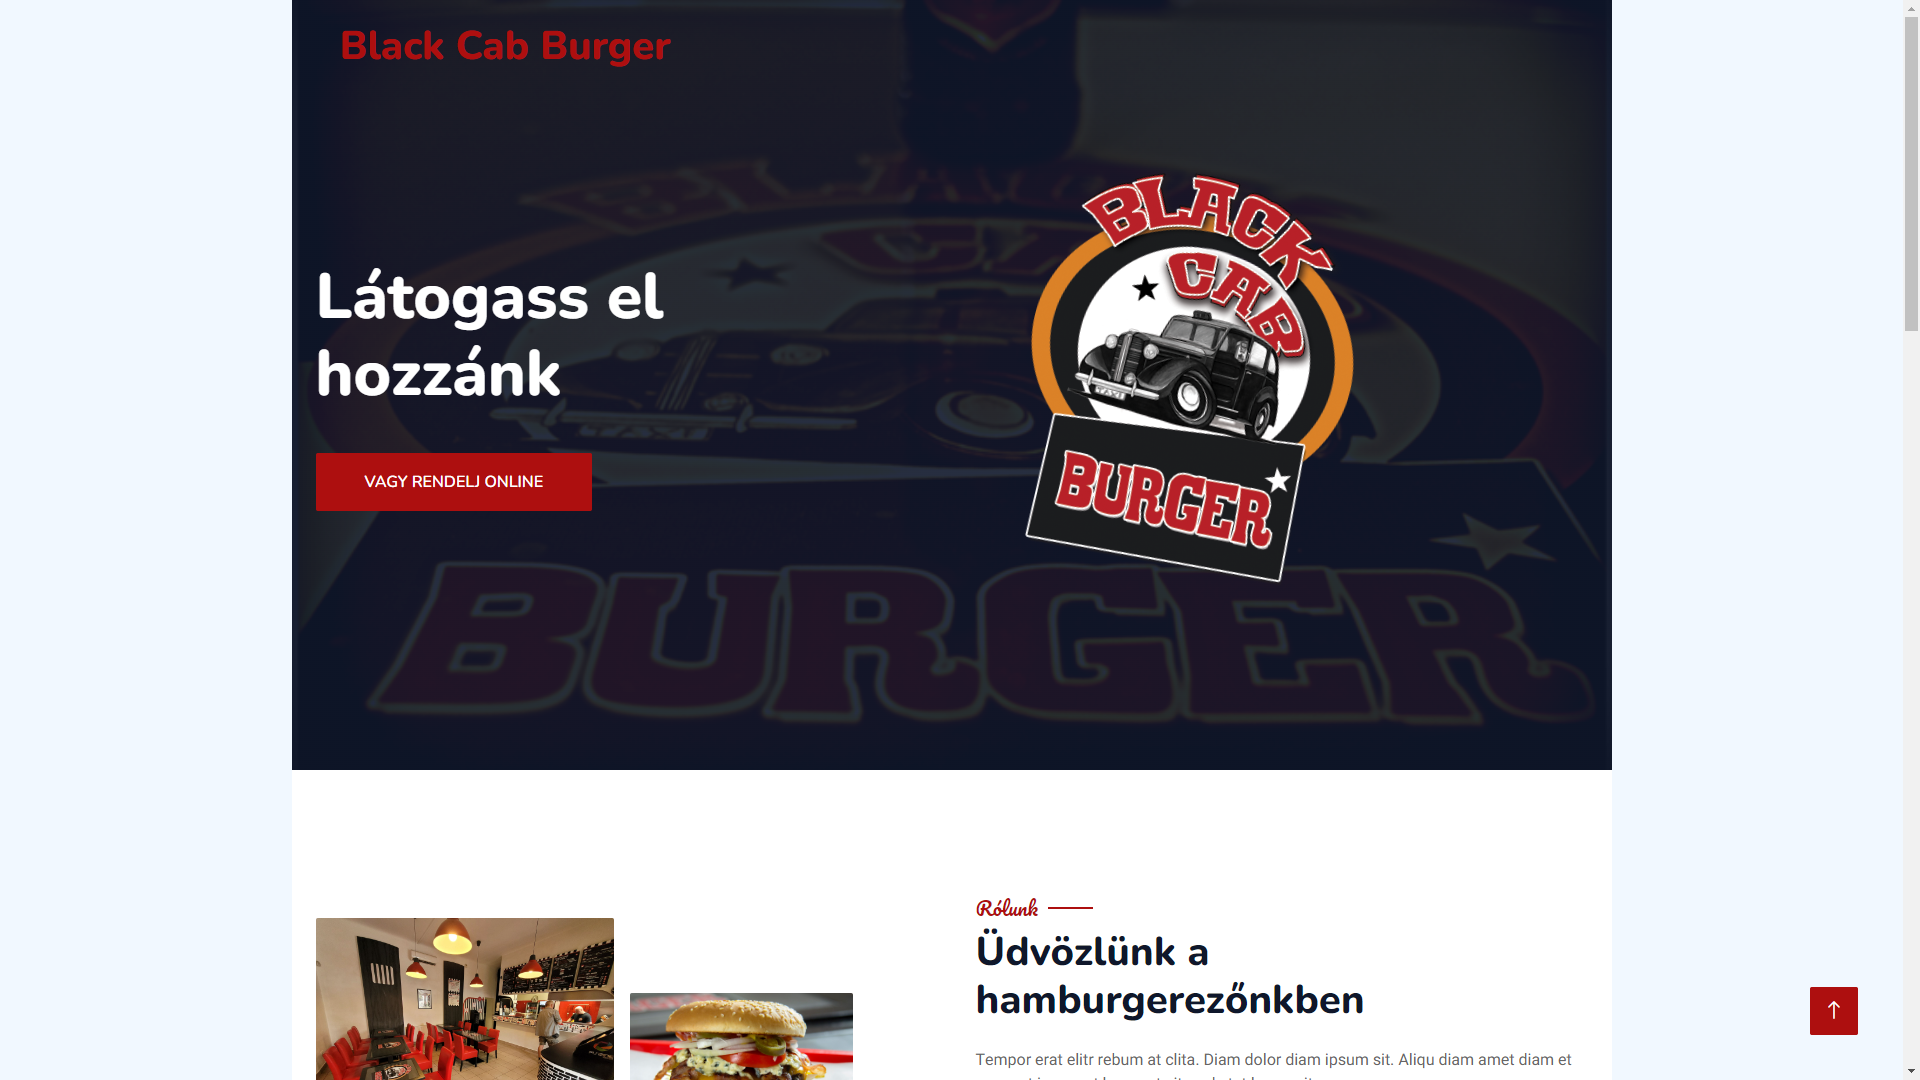 Black Cab Burger
Látogass el
hozzánk
VAGY RENDELJ ONLINE
BLACK
CAB
TAXI
BURGER
BURGER
Rólunk
Üdvözlünk a
hamburgerezőnkben
Tempor erat elitr rebum at clita. Diam dolor diam ipsum sit. Aliqu diam amet diam et